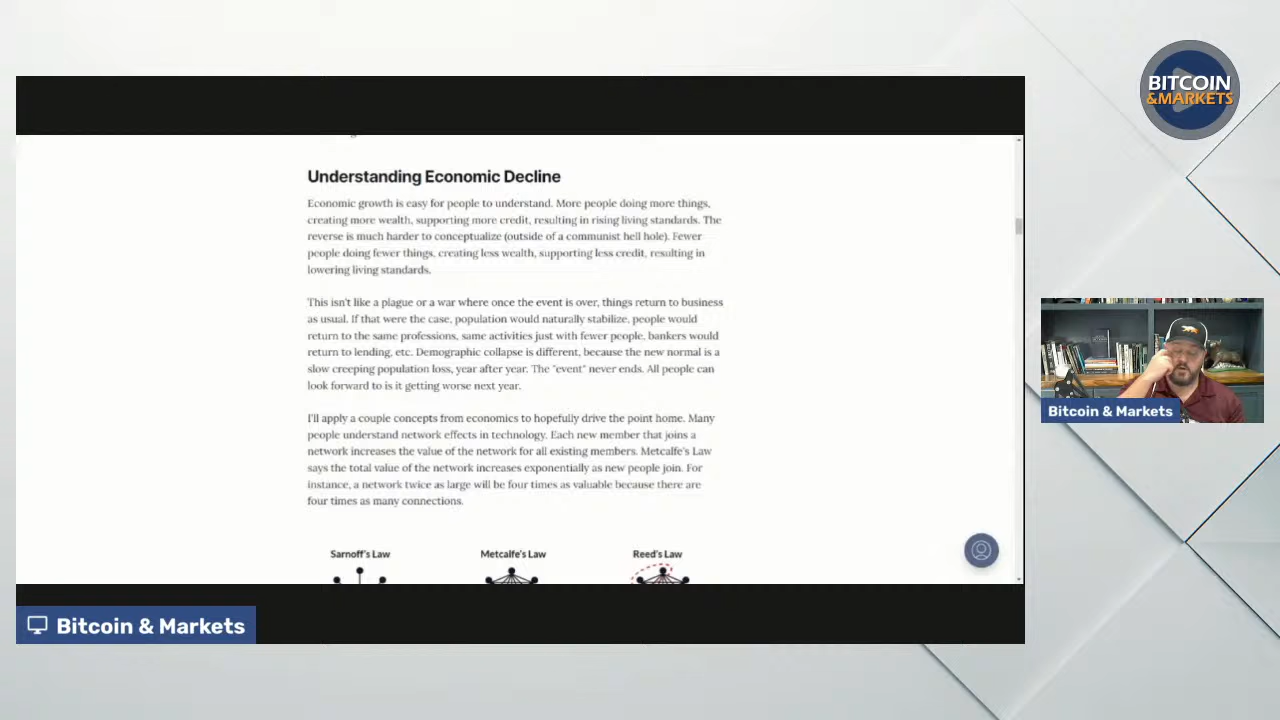 BITCOIN
&MARKETS
Understanding Economic Decline
Economic growth is easy for people to understand. More people doing more things,
creating more wealth, supporting more credit, resulting in rising living standards. The
reverse is much harder to conceptualize (outside of a communist hell hole). Fewer
people doing fewer things, creating less wealth, supporting less credit, resulting in
lowering living standards.
This isn't like a plague or a war where once the event is over, things return to business
as usual. If that were the case, population would naturally stabilize, people would
return to the same professions, same activities just with fewer people, bankers would
return to lending, etc. Demographic collapse is different, because the new normal is a
slow creeping population loss, year after year. The "event" never ends. All people can
look forward to is it getting worse next year.
I'll apply a couple concepts from economics to hopefully drive the point home. Many
people understand network effects in technology. Each new member that joins a
network increases the value of the network for all existing members. Metcalfe's Law
says the total value of the network increases exponentially as new people join. For
instance, a network twice as large will be four times as valuable because there are
four times as many connections.
Sarnoff's Law
Metcalfe's Law
Reed's Law
Bitcoin & Markets
Bitcoin & Markets